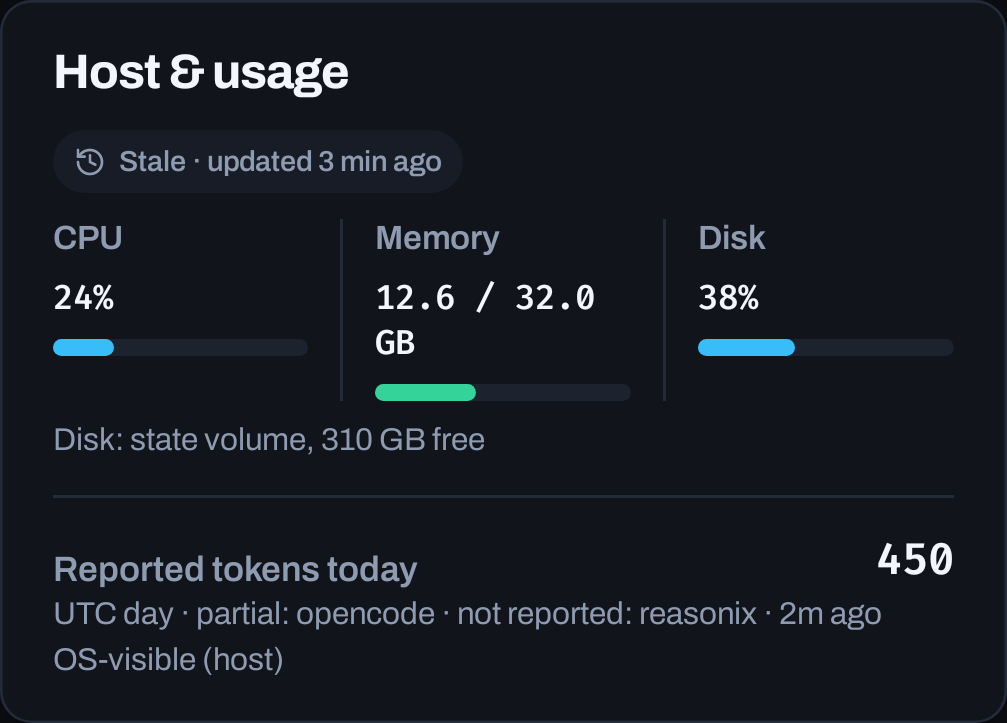 Host & usage
Stale · updated 3 min ago
CPU
24%
Memory
12.6 / 32.0
GB
Disk
38%
Disk: state volume, 310 GB free
Reported tokens today
450
UTC day · partial: opencode · not reported: reasonix · 2m ago
OS-visible (host)